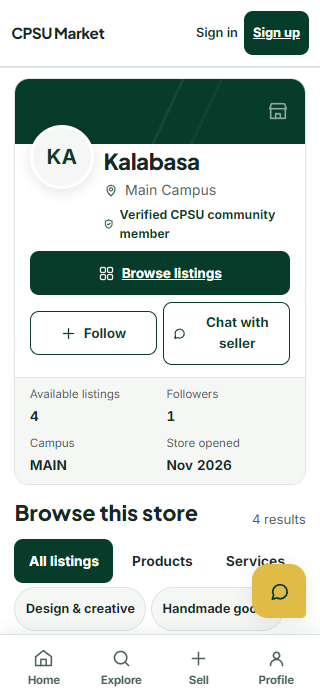 CPSU Market
Sign in
Sign up
KA
Kalabasa
Main Campus
Verified CPSU community
member
Browse listings
Follow
Chat with
seller
Available listings
Followers
4
1
Campus
Store opened
MAIN
Nov 2026
Browse this store
4 results
All listings
Products
Services
Design & creative
Handmade
Home
Explore
Sell
Profile